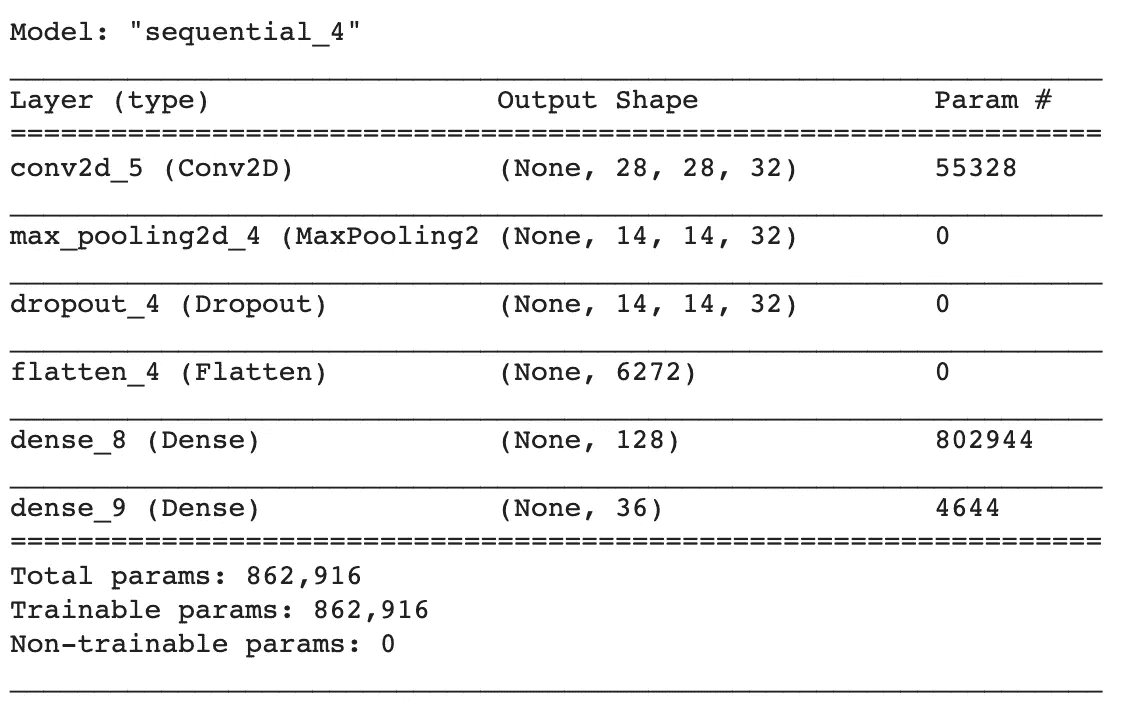 Model: "sequential_4"
Layer (type) Output Shape Param #
conv2d_5 (Conv2D) (None, 28, 28, 32) 55328
max_pooling2d_4 (MaxPooling2 (None, 14, 14, 32) 0
dropout_4 (Dropout) (None, 14, 14, 32) 0
flatten_4 (Flatten) (None, 6272) 0
dense_8 (Dense) (None, 128) 802944
dense_9 (Dense) (None, 36) 4644
Total params: 862,916
Trainable params: 862,916
Non-trainable params: 0